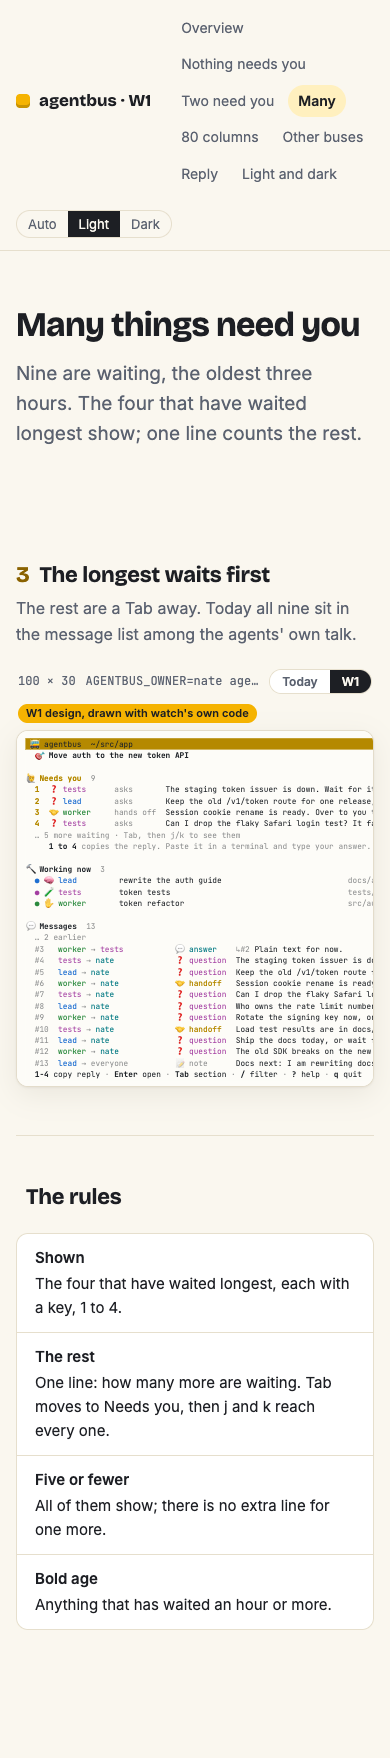 Overview
Nothing needs you
agentbus · W1
Two need you Many
80 columns Other buses
Reply Light and dark
Auto Light Dark
Many things need you
Nine are waiting, the oldest three
hours. The four that have waited
longest show; one line counts the rest.
3 The longest waits first
The rest are a Tab away. Today all nine sit in
the message list among the agents' own talk.
100 × 30 AGENTBUS_OWNER=nate age… Today W1
W1 design, drawn with watch's own code
agentbus ~/src/app
Move auto to the new token API
Needs you 9
1 ❓ tests asks The staging token issuer is down. Wait for
2 ❓ lead asks Keep the old /v1/token route for one release,
3 worker hands off Session cookie rename is ready. Over to you
4 ❓ tests asks Can I drop the flaky Safari login test? It
… 5 more waiting · Tab, then j/k to see them
1 to 4 copies the reply. Paste it in a terminal and type your answer.
Working now 3
● lead rewrite the auth guide docs/
● tests token tests tests,
● worker token refactor src/
Messages 13
… 2 earlier
#3 worker → tests answer ↳#2 Plain text for now.
#4 tests → nate ❓ question The staging token issuer is
#5 lead → nate ❓ question Keep the old /v1/token route
#6 worker → nate handoff Session cookie rename is
#7 tests → nate ❓ question Can I drop the flaky Safari
#8 lead → nate ❓ question Who owns the rate limit
#9 worker → nate ❓ question Rotate the signing key now,
#10 tests → nate handoff Load test results are in docs,
#11 lead → nate ❓ question Ship the docs today, or wait
#12 worker → nate ❓ question The old SDK breaks on the new
#13 lead → everyone note Docs next: I am rewriting
1-4 copy reply · Enter open · Tab section · / filter · ? help · q quit
The rules
Shown
The four that have waited longest, each with
a key, 1 to 4.
The rest
One line: how many more are waiting. Tab
moves to Needs you, then j and k reach
every one.
Five or fewer
All of them show; there is no extra line for
one more.
Bold age
Anything that has waited an hour or more.